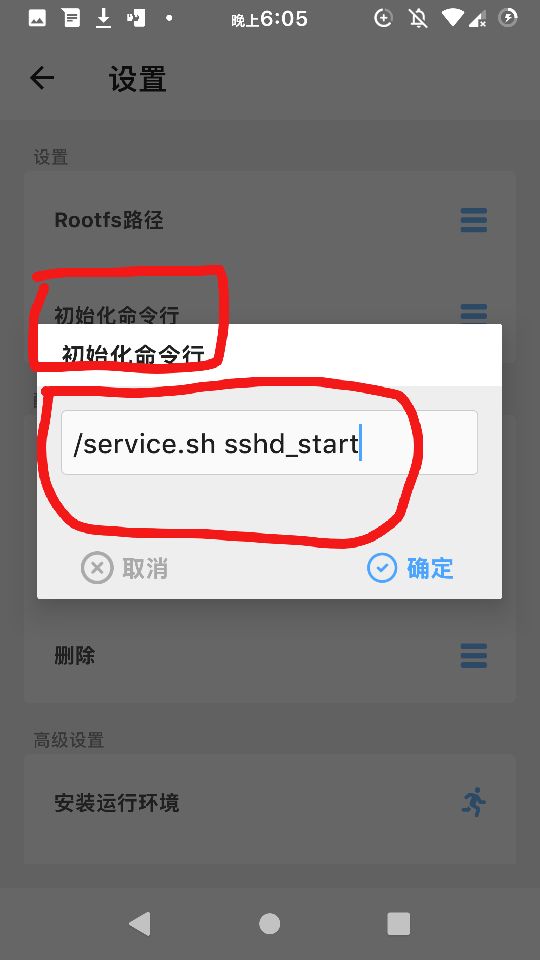 晚上6:05
设置
设置
Rootfs路径
初始化命令行
初始化命令行
/service.sh sshd_start
取消
确定
删除
高级设置
安装运行环境